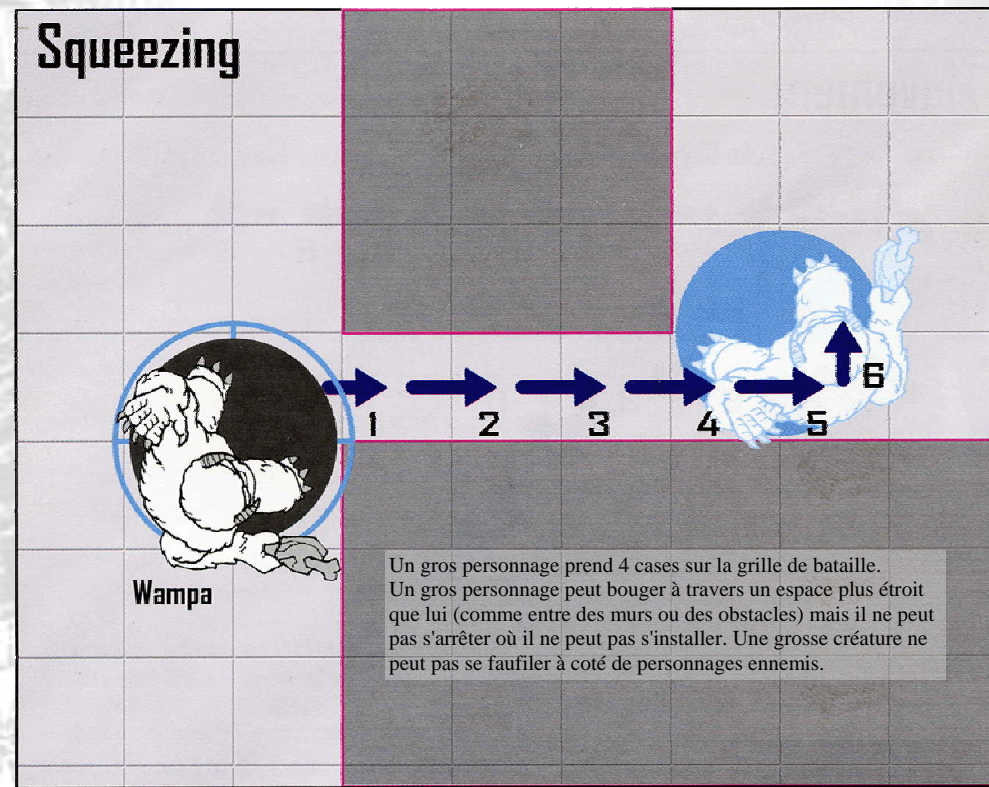 Squeezing
1
2
3
4
5
6
Wampa
Un gros personnage prend 4 cases sur la grille de bataille.
Un gros personnage peut bouger à travers un espace plus étroit
que lui (comme entre des murs ou des obstacles) mais il ne peut
pas s'arrêter où il ne peut pas s'installer. Une grosse créature ne
peut pas se faufiler à coté de personnages ennemis.